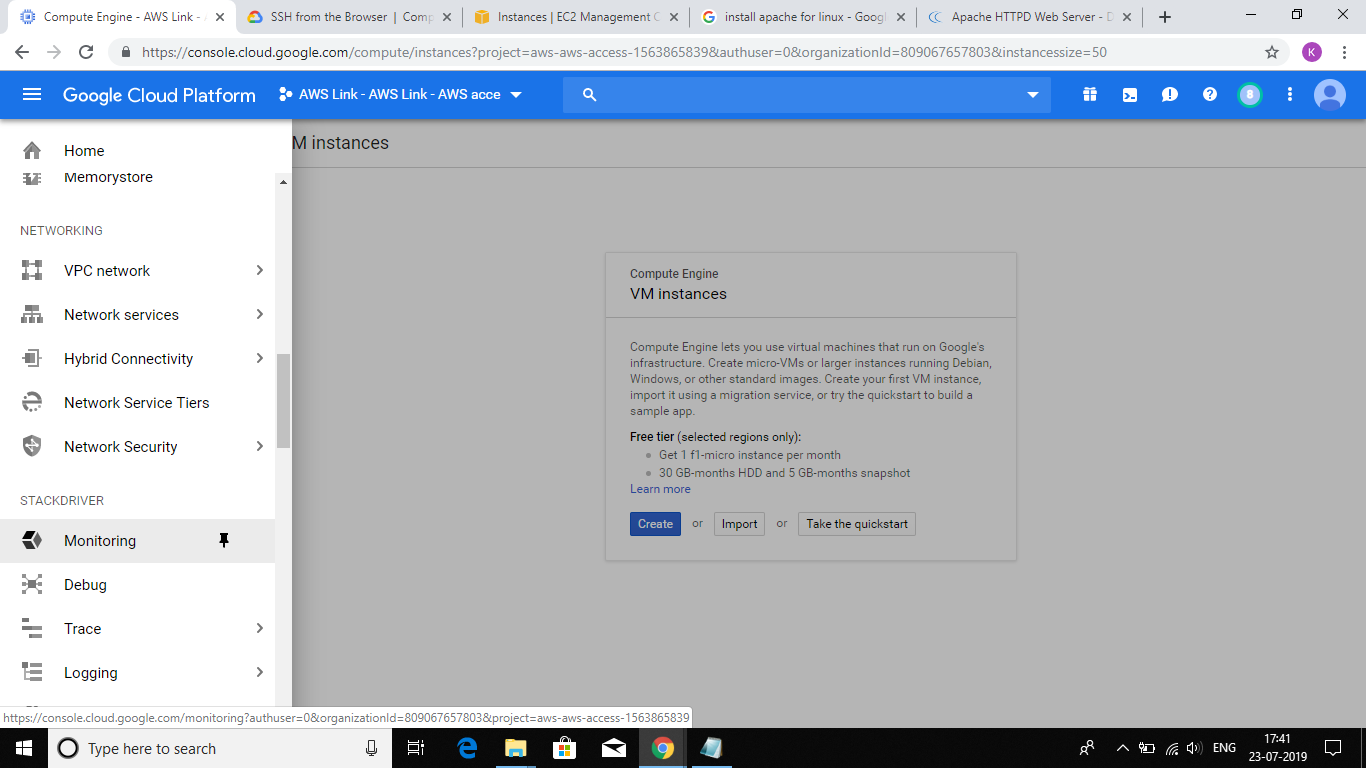 Compute Engine - AWS Link -
SSH from the Browser | Comp
Instances | EC2 Management C
install apache for linux - Googl
Apache HTTPD Web Server - D
https://console.cloud.google.com/compute/instances?project=aws-aws-access-1563865839&authuser=0&organizationId=809067657803&instancessize=50
K
Google Cloud Platform
AWS Link - AWS Link - AWS acce
8
Home
Memorystore
NETWORKING
VPC network
Network services
Hybrid Connectivity
Network Service Tiers
Network Security
STACKDRIVER
Monitoring
Debug
Trace
Logging
M instances
Compute Engine
VM instances
Compute Engine lets you use virtual machines that run on Google's
infrastructure. Create micro-VMs or larger instances running Debian,
Windows, or other standard images. Create your first VM instance,
import it using a migration service, or try the quickstart to build a
sample app.
Free tier (selected regions only):
Get 1 f1-micro instance per month
30 GB-months HDD and 5 GB-months snapshot
Learn more
Create or Import or Take the quickstart
https://console.cloud.google.com/monitoring?authuser=0&organizationId=809067657803&project=aws-aws-access-1563865839
Type here to search
ENG
17:41
23-07-2019